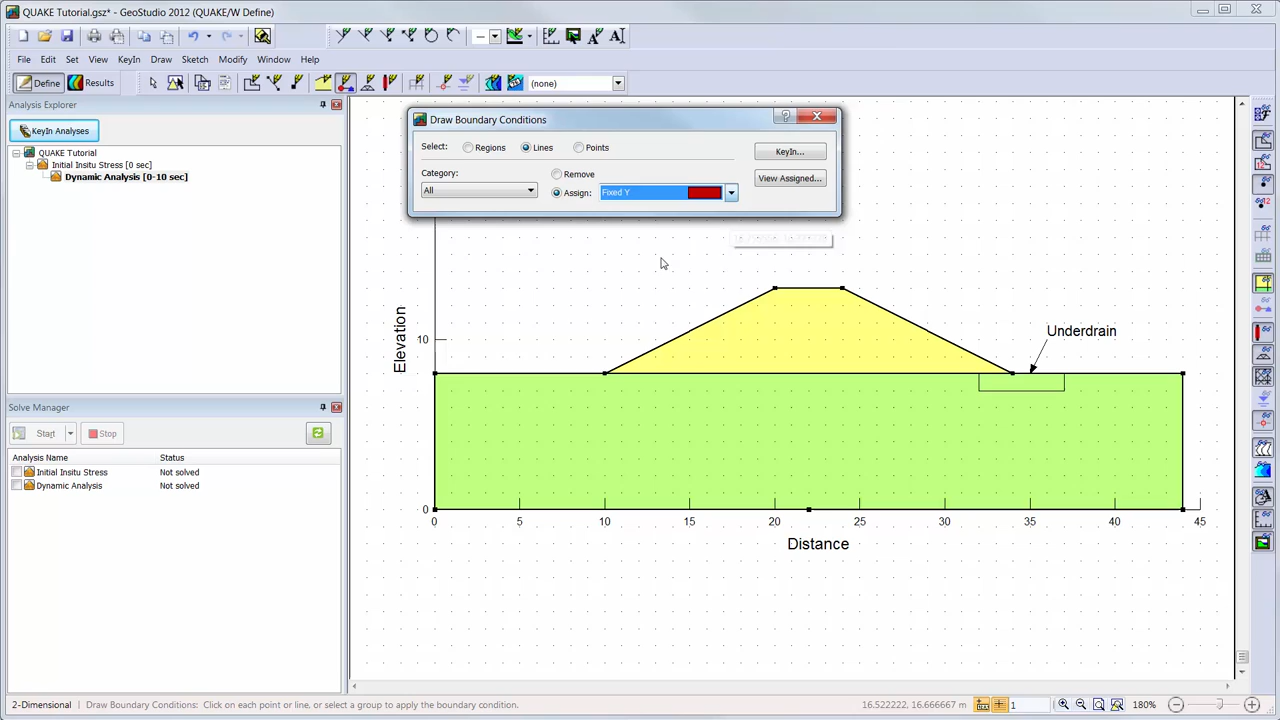 QUAKE Tutorial.gsz* - GeoStudio 2012 (QUAKE/W Define)
File Edit Set View KeyIn Draw Sketch Modify Window Help
Define Results (none)
Analysis Explorer
KeyIn Analyses
QUAKE Tutorial
Initial Insitu Stress [0 sec]
Dynamic Analysis [0-10 sec]
Solve Manager
Start Stop
Analysis Name Status
Initial Insitu Stress Not solved
Dynamic Analysis Not solved
Draw Boundary Conditions
Select: Regions Lines Points KeyIn...
Category: Remove View Assigned...
All Assign: Fixed Y
Underdrain
Elevation
10
0
0 5 10 15 20 25 30 35 40 45
Distance
2-Dimensional Draw Boundary Conditions: Click on each point or line, or select a group to apply the boundary condition. 16.522222, 16.666667 m 1 180%